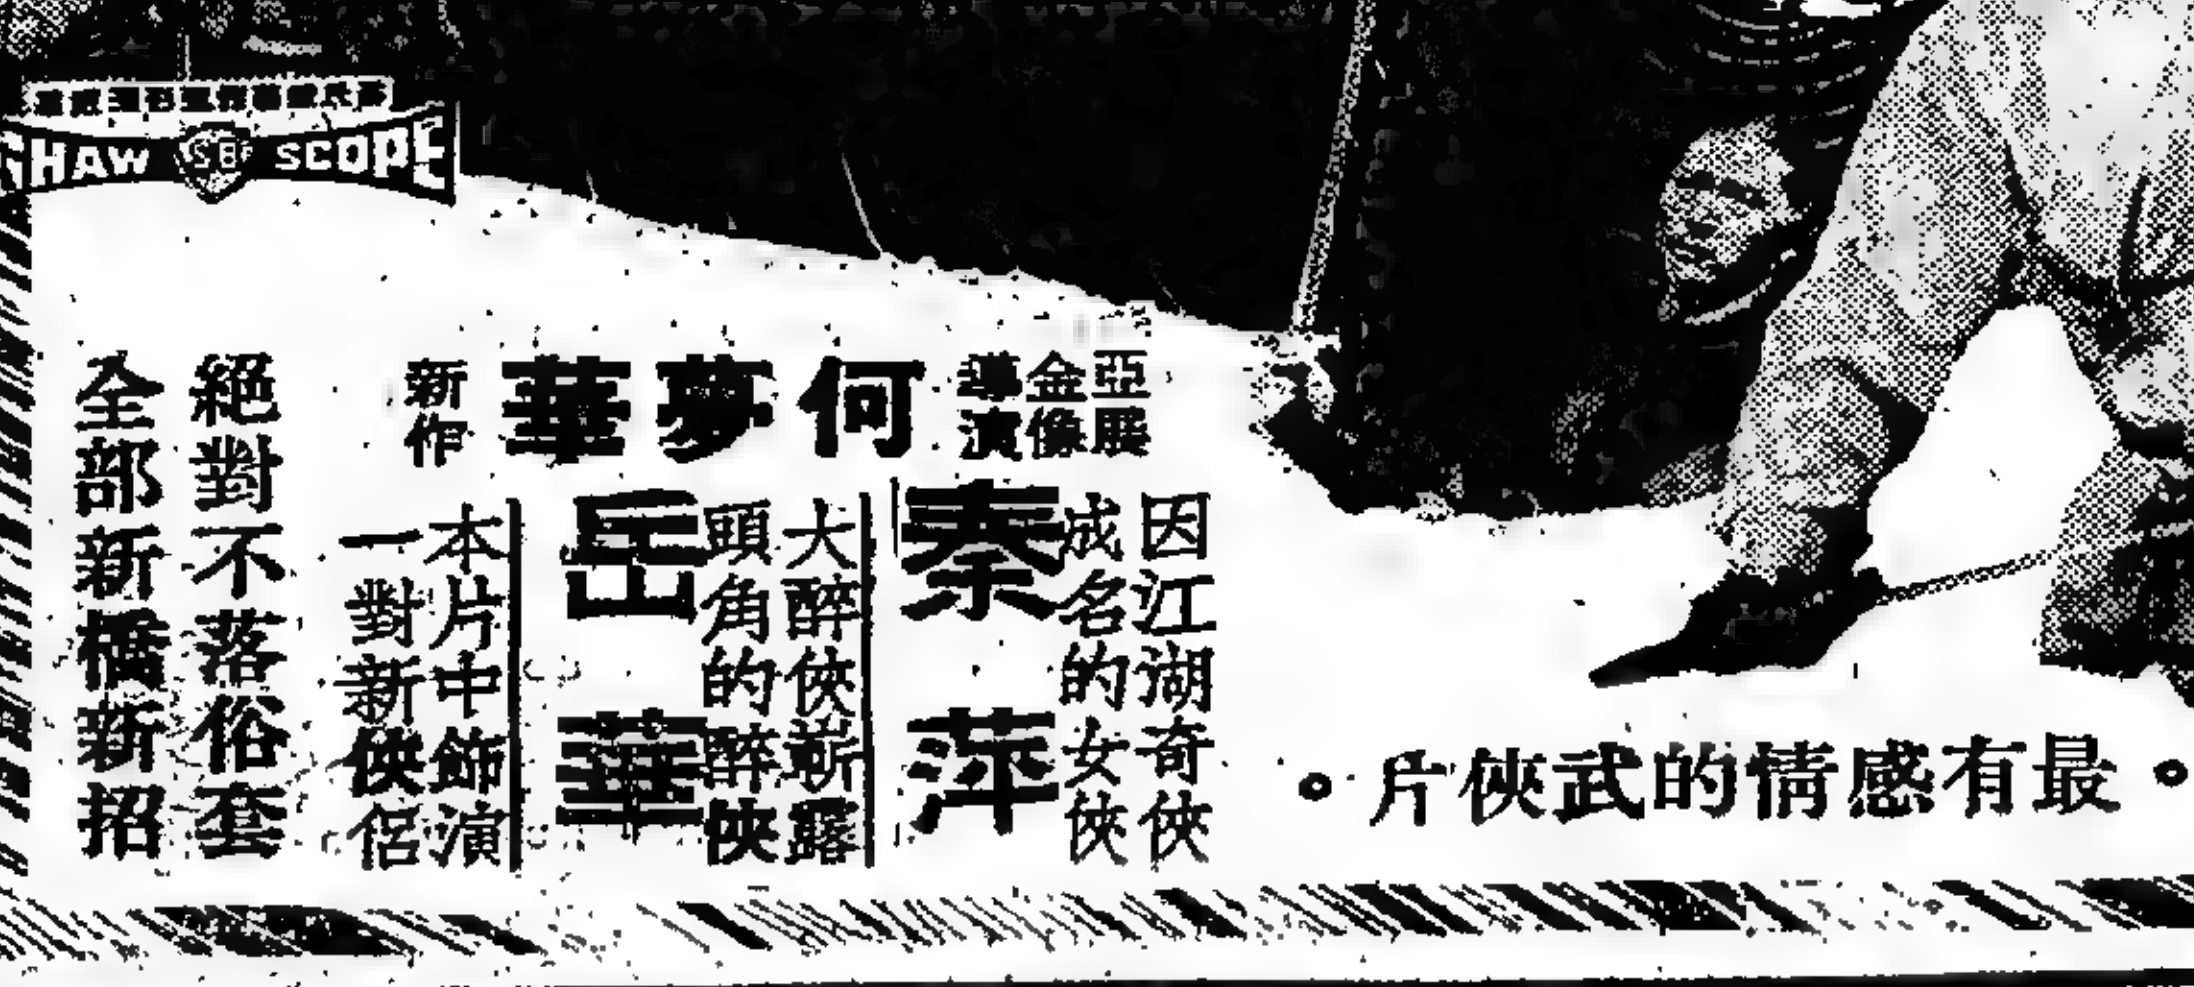 SHAW SB SCOPE
最有感情的武俠片
亞展
金像
導演
何夢華
新作
因江湖奇俠
成名的女俠
秦萍
大醉俠嶄露
頭角的醉俠
岳華
本片中飾演
一對新俠侶
絕對不落俗套
全部新橋新招